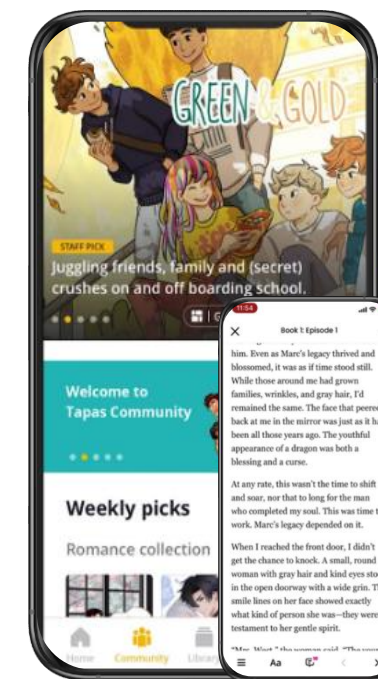 GREEN & GOLD
STAFF PICK
Juggling friends, family and (secret)
crushes on and off boarding school.
Welcome to
Tapas Community
Weekly picks
Romance collection
Home
Community
Library
11:54
Book 1: Episode 1
him. Even as Marc's legacy thrived and
blossomed, it was as if time stood still.
While those around me had grown
families, wrinkles, and gray hair, I'd
remained the same. The face that peered
back at me in the mirror was just as it
been all those years ago. The youthful
appearance of a dragon was both a
blessing and a curse.
At any rate, this wasn't the time to shift
and soar, nor that to long for the man
who completed my soul. This was time
work. Marc's legacy depended on it.
When I reached the front door, I didn't
get the chance to knock. A small, round
woman with gray hair and kind eyes
in the open doorway with a wide grin.
smile lines on her face showed exactly
what kind of person she was—they were
testament to her gentle spirit.
"Mrs. West," the woman said. "The
Aa